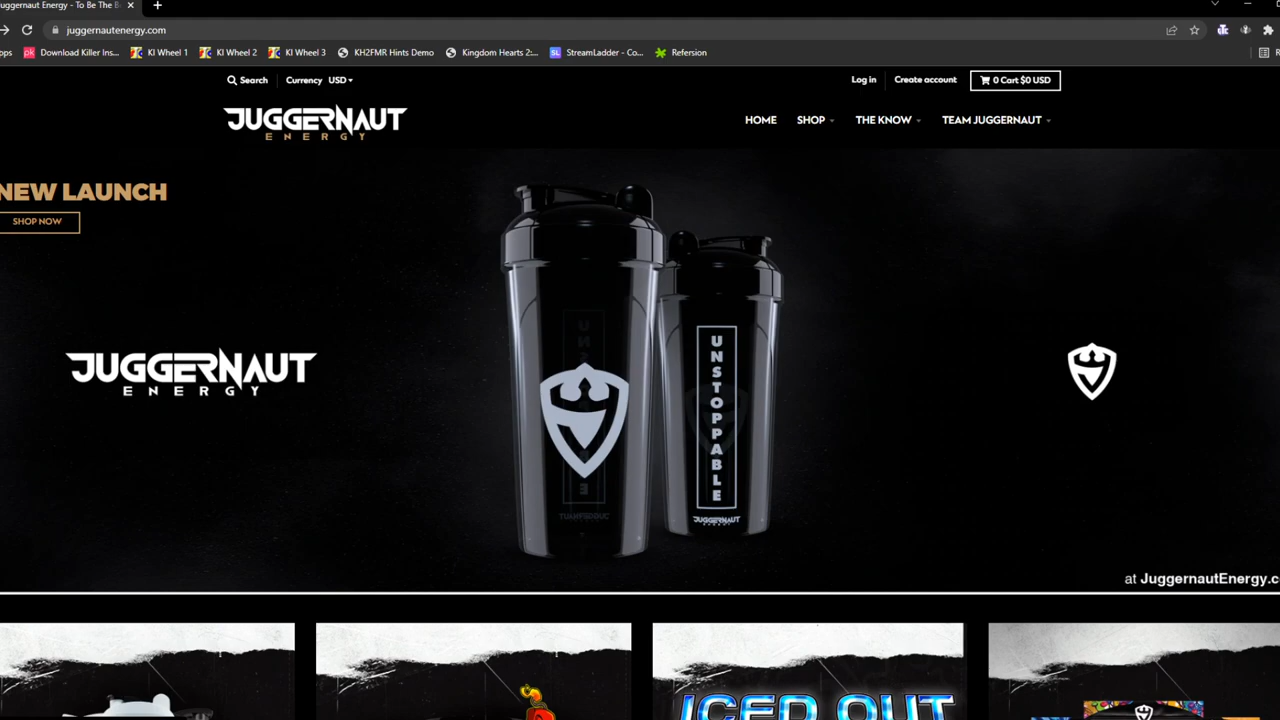 uggernaut Energy - To Be The B
juggernautenergy.com
pps
Download Killer Ins...
KI Wheel 1
KI Wheel 2
KI Wheel 3
KH2FMR Hints Demo
Kingdom Hearts 2:...
SL
StreamLadder - Co...
Refersion
R
Search
Currency USD
Log in
Create account
0 Cart $0 USD
JUGGERNAUT
ENERGY
HOME
SHOP
THE KNOW
TEAM JUGGERNAUT
NEW LAUNCH
SHOP NOW
JUGGERNAUT
ENERGY
UNSTOPPABLE
JUGGERNAUT
at JuggernautEnergy.c
ICED OUT